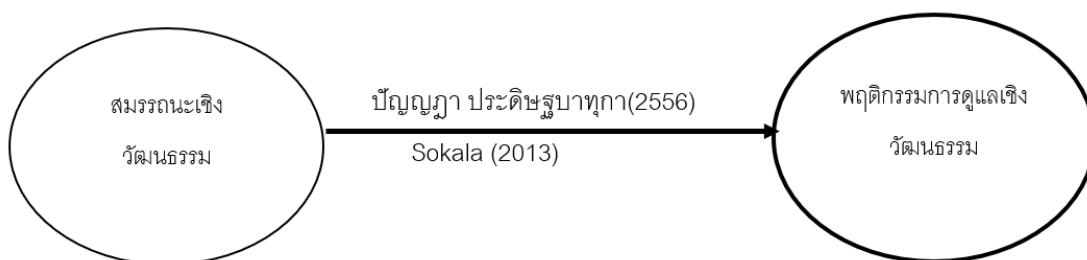 สมรรถนะเชิง
วัฒนธรรม
ปัญญฎา ประดิษฐบาทุกา(2556)
Sokala (2013)
พฤติกรรมการดูแลเชิง
วัฒนธรรม